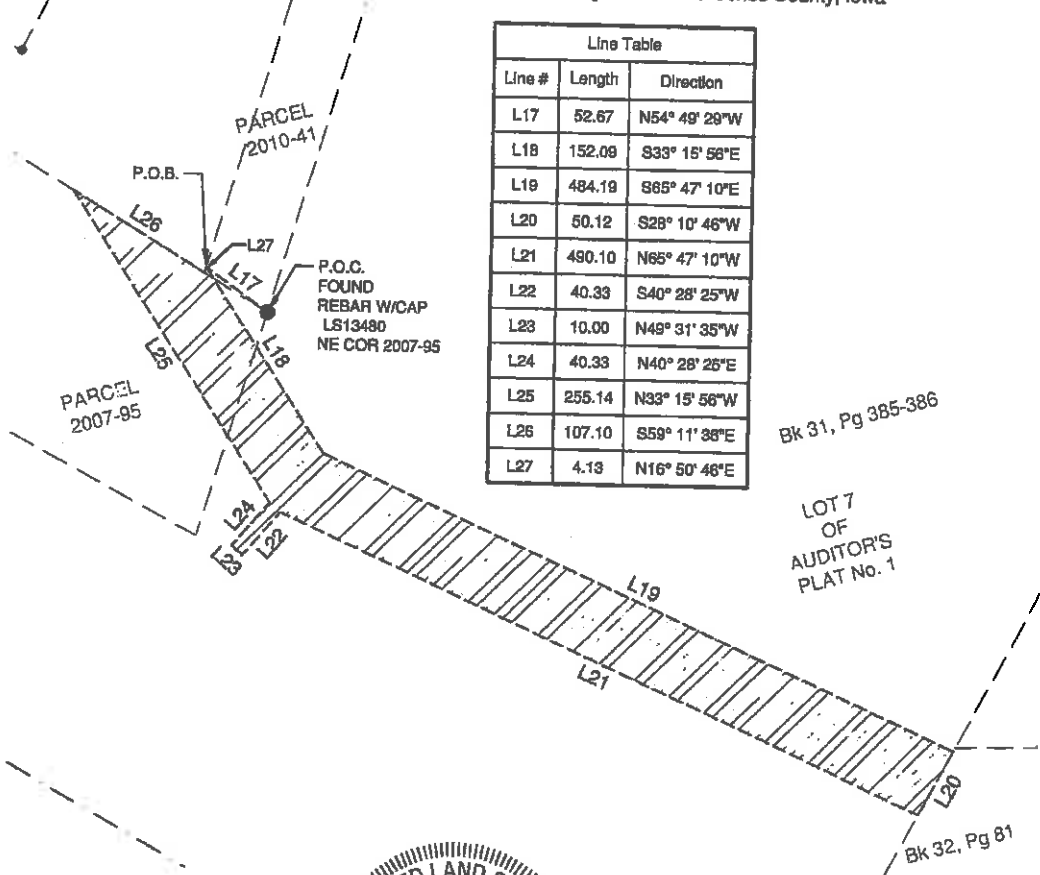 County, Iowa
Line Table
Line # Length Direction
L17 52.67 N54° 49' 29"W
L18 152.09 S33° 15' 56"E
L19 484.19 S65° 47' 10"E
L20 50.12 S28° 10' 46"W
L21 490.10 N65° 47' 10"W
L22 40.33 S40° 28' 25"W
L23 10.00 N49° 31' 35"W
L24 40.33 N40° 28' 25"E
L25 255.14 N33° 15' 56"W
L26 107.10 S59° 11' 38"E
L27 4.13 N16° 50' 46"E
PARCEL
2010-41
P.O.B.
L26
L27
L17
P.O.C.
FOUND
REBAR W/CAP
LS13480
NE COR 2007-95
L25
L18
PARCEL
2007-95
Bk 31, Pg 385-386
LOT 7
OF
AUDITOR'S
PLAT No. 1
L24
L23
L22
L19
L21
L20
Bk 32, Pg 81
LAND